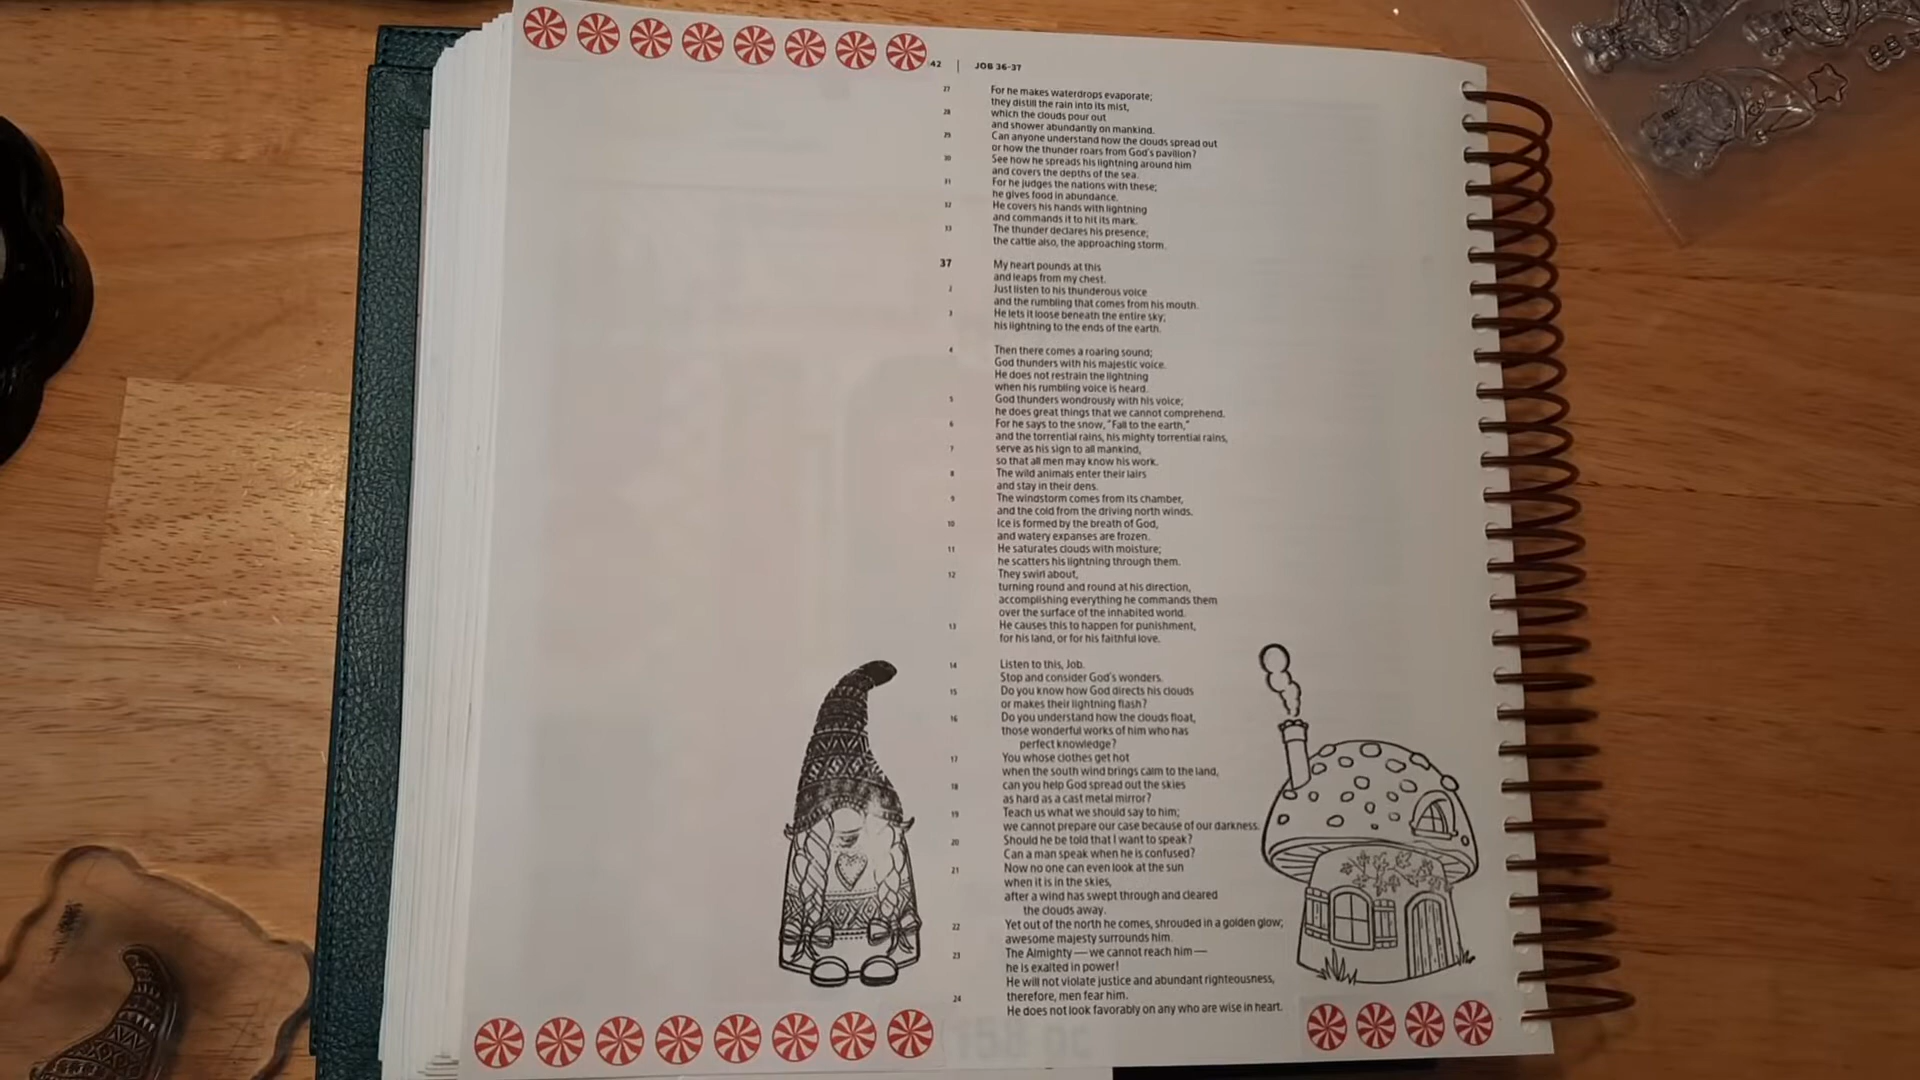 42 | JOB 36-37
27 For he makes waterdrops evaporate;
they distill the rain into its mist,
28 which the clouds pour out
and shower abundantly on mankind.
29 Can anyone understand how the clouds spread out
or how the thunder roars from God's pavilion?
30 See how he spreads his lightning around him
and covers the depths of the sea.
31 For he judges the nations with these;
he gives food in abundance.
32 He covers his hands with lightning
and commands it to hit its mark.
33 The thunder declares his presence;
the cattle also, the approaching storm.
37 My heart pounds at this
and leaps from my chest.
2 Just listen to his thunderous voice
and the rumbling that comes from his mouth.
3 He lets it loose beneath the entire sky;
his lightning to the ends of the earth.
4 Then there comes a roaring sound;
God thunders with his majestic voice.
He does not restrain the lightning
when his rumbling voice is heard.
5 God thunders wondrously with his voice;
he does great things that we cannot comprehend.
6 For he says to the snow, "Fall to the earth,"
and the torrential rains, his mighty torrential rains,
7 serve as his sign to all mankind,
so that all men may know his work.
8 The wild animals enter their lairs
and stay in their dens.
9 The windstorm comes from its chamber,
and the cold from the driving north winds.
10 Ice is formed by the breath of God,
and watery expanses are frozen.
11 He saturates clouds with moisture;
he scatters his lightning through them.
12 They swirl about,
turning round and round at his direction,
accomplishing everything he commands them
over the surface of the inhabited world.
13 He causes this to happen for punishment,
for his land, or for his faithful love.
14 Listen to this, Job.
Stop and consider God's wonders.
15 Do you know how God directs his clouds
or makes their lightning flash?
16 Do you understand how the clouds float,
those wonderful works of him who has
perfect knowledge?
17 You whose clothes get hot
when the south wind brings calm to the land,
18 can you help God spread out the skies
as hard as a cast metal mirror?
19 Teach us what we should say to him;
we cannot prepare our case because of our darkness.
20 Should he be told that I want to speak?
Can a man speak when he is confused?
21 Now no one can even look at the sun
when it is in the skies,
after a wind has swept through and cleared
the clouds away.
22 Yet out of the north he comes, shrouded in a golden glow;
awesome majesty surrounds him.
23 The Almighty — we cannot reach him —
he is exalted in power!
He will not violate justice and abundant righteousness,
24 therefore, men fear him.
He does not look favorably on any who are wise in heart.